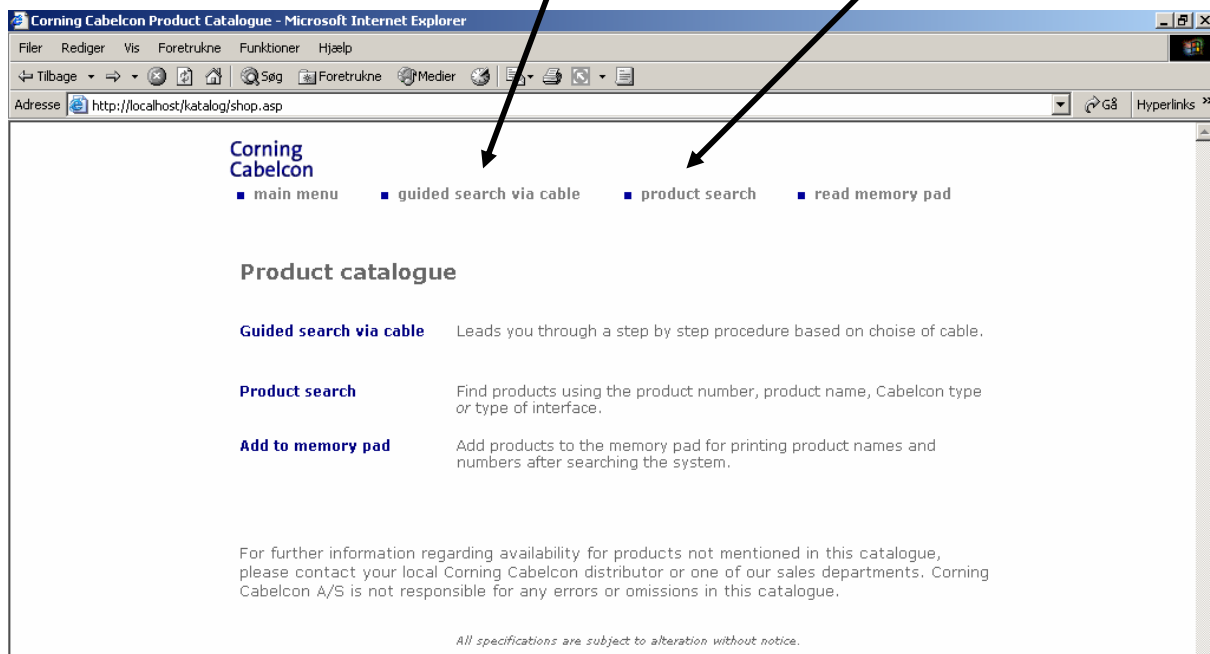 Corning Cabelcon Product Catalogue - Microsoft Internet Explorer
Filer Rediger Vis Foretrukne Funktioner Hjælp
Tilbage Søg Foretrukne Medier
Adresse http://localhost/katalog/shop.asp Gå Hyperlinks »
Corning
Cabelcon
main menu guided search via cable product search read memory pad
Product catalogue
Guided search via cable Leads you through a step by step procedure based on choise of cable.
Product search Find products using the product number, product name, Cabelcon type
or type of interface.
Add to memory pad Add products to the memory pad for printing product names and
numbers after searching the system.
For further information regarding availability for products not mentioned in this catalogue,
please contact your local Corning Cabelcon distributor or one of our sales departments. Corning
Cabelcon A/S is not responsible for any errors or omissions in this catalogue.
All specifications are subject to alteration without notice.